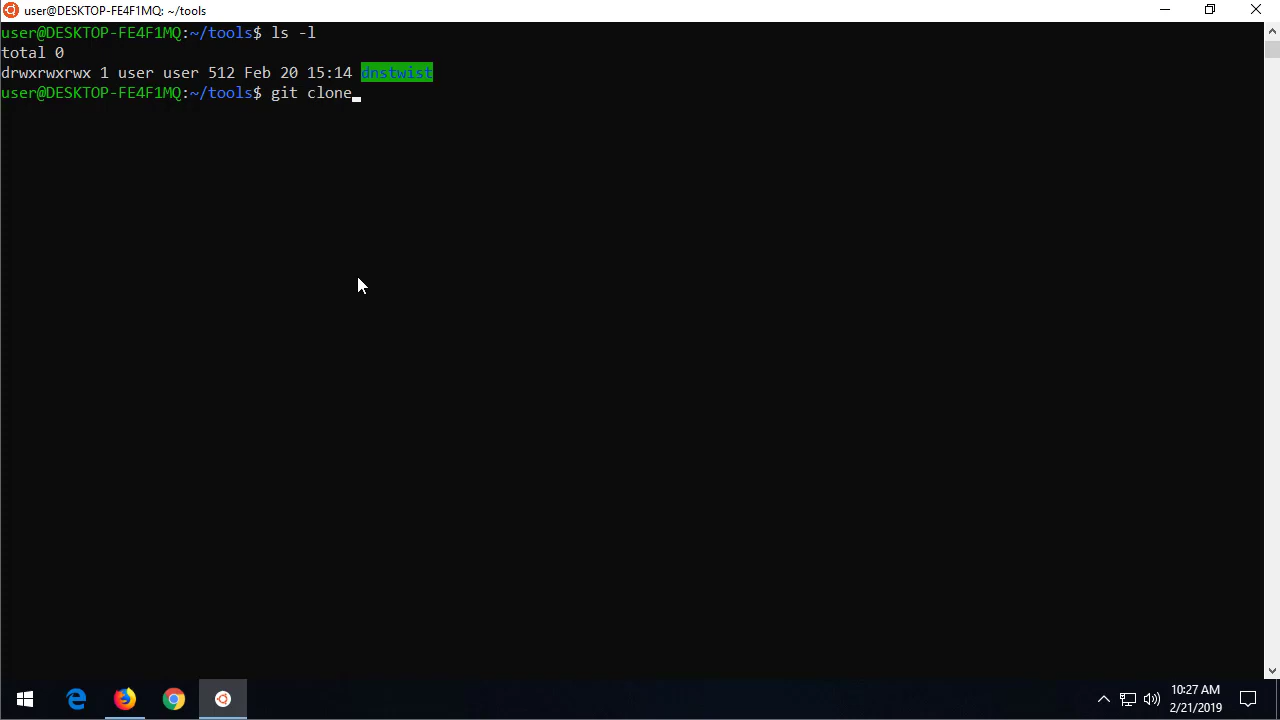 user@DESKTOP-FE4F1MQ: ~/tools
user@DESKTOP-FE4F1MQ:~/tools$ ls -l
total 0
drwxrwxrwx 1 user user 512 Feb 20 15:14 dnstwist
user@DESKTOP-FE4F1MQ:~/tools$ git clone
10:27 AM
2/21/2019